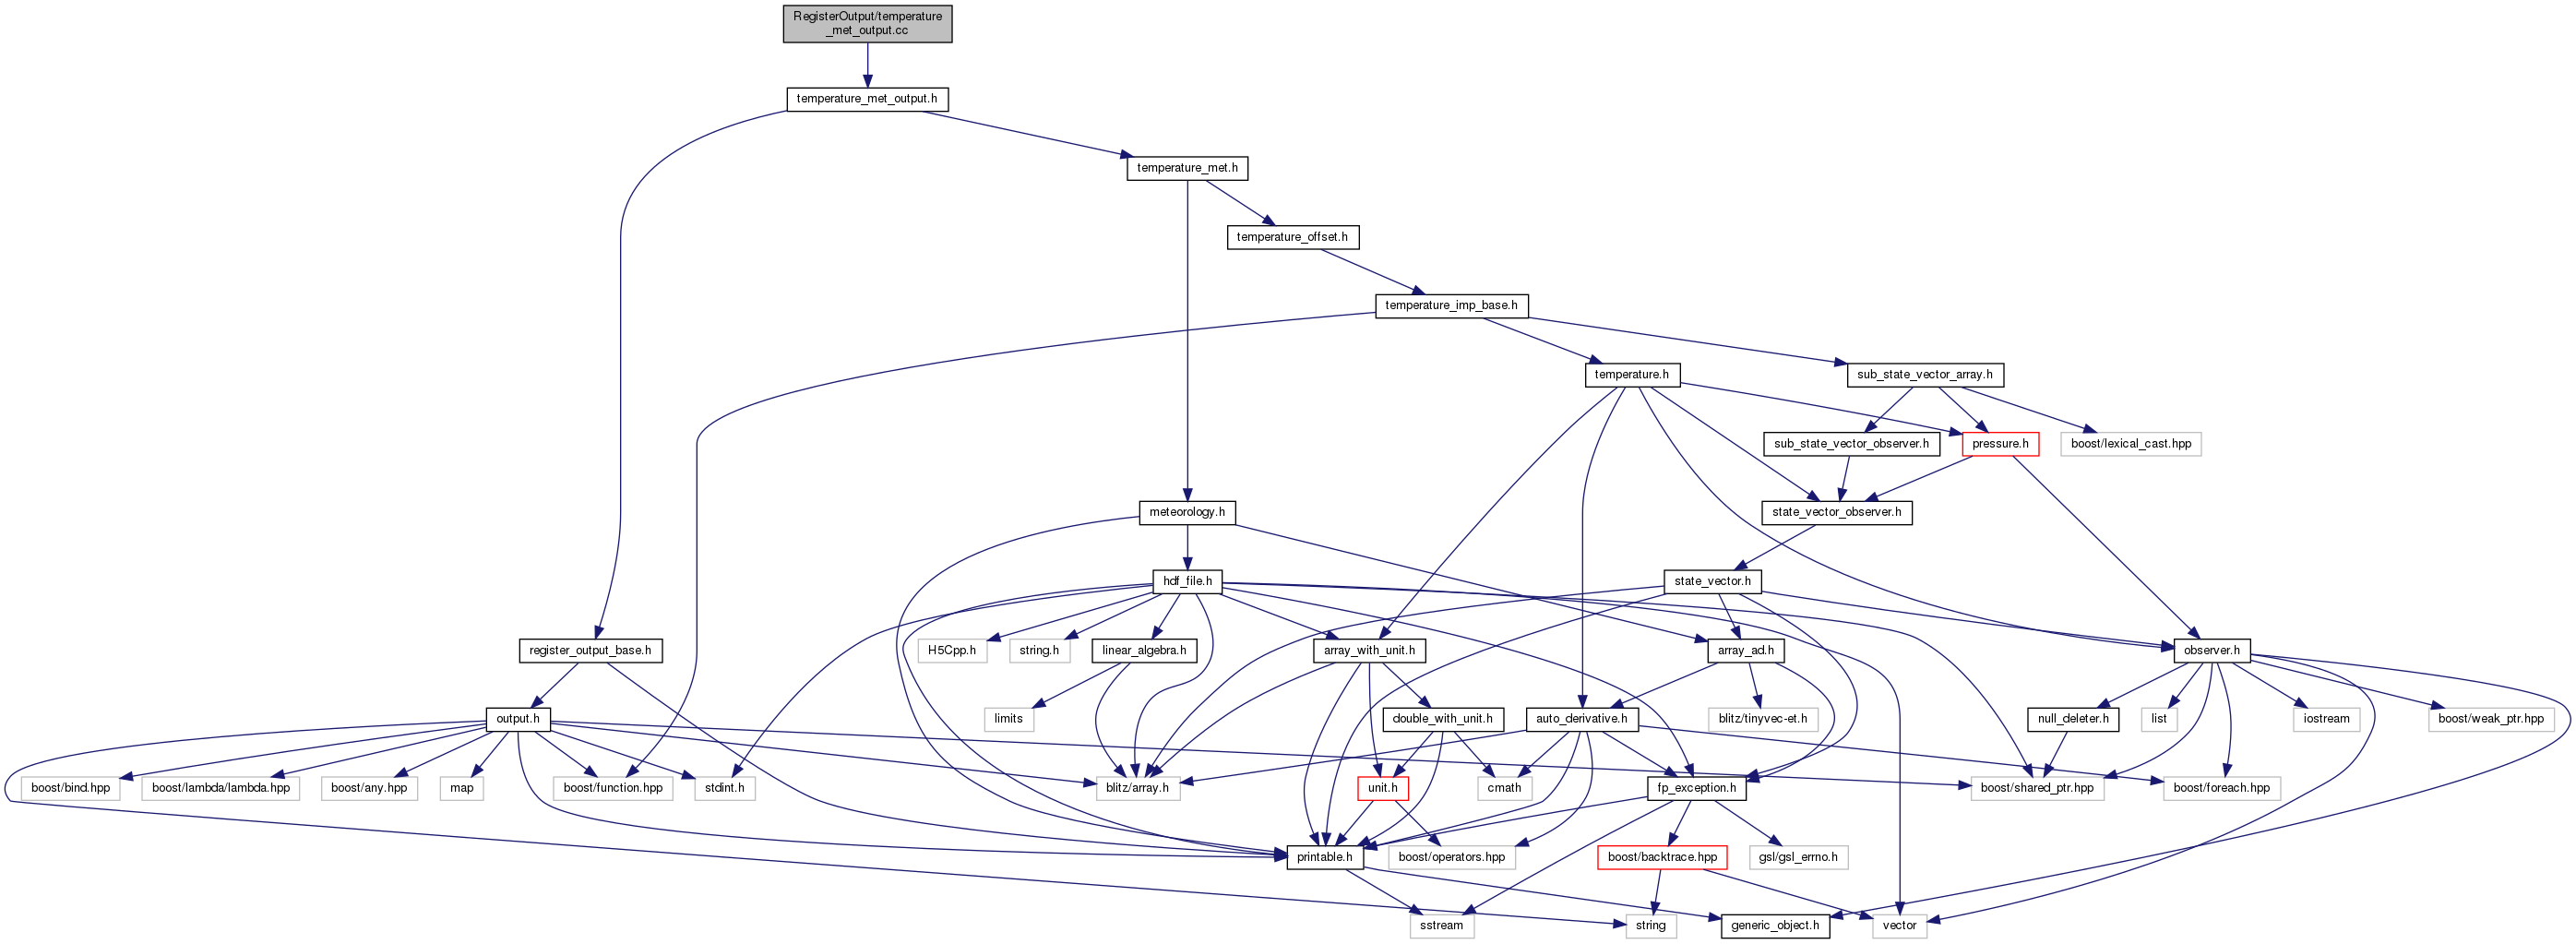 RegisterOutput/temperature
_met_output.cc
temperature_met_output.h
temperature_met.h
temperature_offset.h
temperature_imp_base.h
temperature.h
sub_state_vector_array.h
sub_state_vector_observer.h
pressure.h
boost/lexical_cast.hpp
meteorology.h
state_vector_observer.h
hdf_file.h
state_vector.h
register_output_base.h
H5Cpp.h
string.h
linear_algebra.h
array_with_unit.h
array_ad.h
observer.h
output.h
limits
double_with_unit.h
auto_derivative.h
blitz/tinyvec-et.h
null_deleter.h
list
iostream
boost/weak_ptr.hpp
boost/bind.hpp
boost/lambda/lambda.hpp
boost/any.hpp
map
boost/function.hpp
stdint.h
blitz/array.h
unit.h
cmath
fp_exception.h
boost/shared_ptr.hpp
boost/foreach.hpp
printable.h
boost/operators.hpp
boost/backtrace.hpp
gsl/gsl_errno.h
sstream
string
generic_object.h
vector